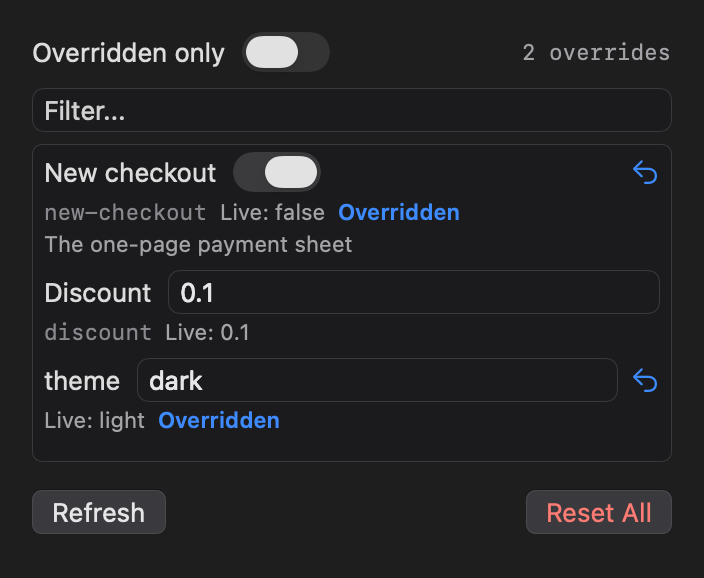 Overridden only 2 overrides
Filter...
New checkout
new-checkout Live: false Overridden
The one-page payment sheet
Discount 0.1
discount Live: 0.1
theme dark
Live: light Overridden
Refresh Reset All